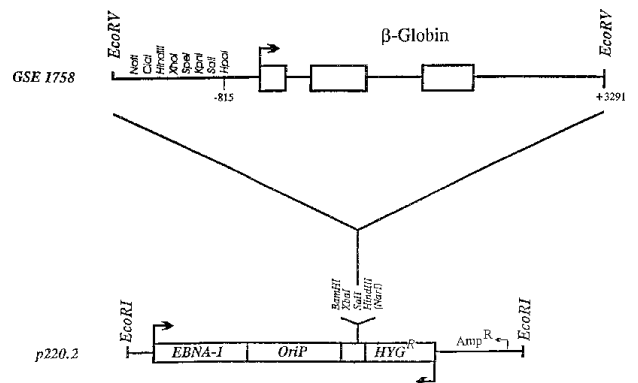 EcoRV
NotI
ClaI
HindIII
XhoI
SpeI
KpnI
SalI
HpaI
β-Globin
EcoRV
GSE 1758
-815
+3291
BamHI
XbaI
SalI
HindIII
(NarI)
EcoRI
EcoRI
p220.2
EBNA-1
OriP
HYG^R
Amp^R